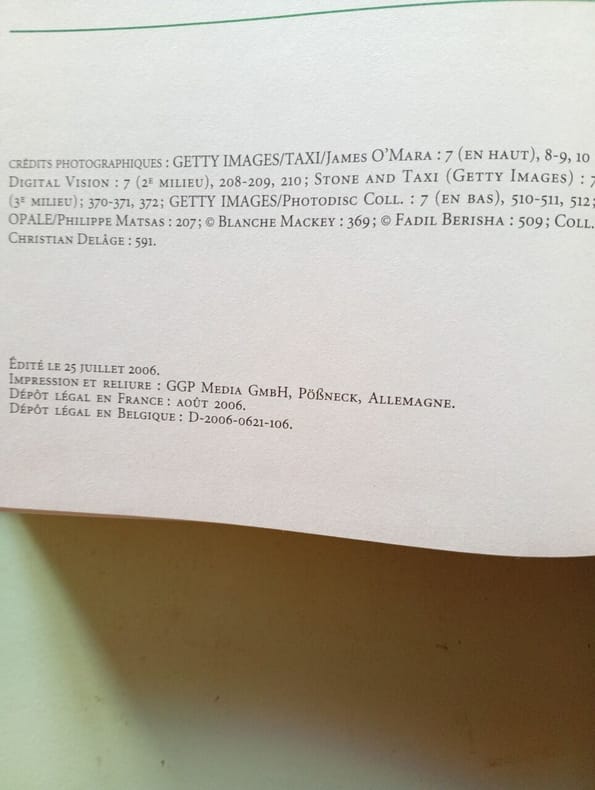 CRÉDITS PHOTOGRAPHIQUES : GETTY IMAGES/TAXI/JAMES O'MARA : 7 (EN HAUT), 8-9, 10
DIGITAL VISION : 7 (2E MILIEU), 208-209, 210 ; STONE AND TAXI (GETTY IMAGES) : 7
(3E MILIEU) ; 370-371, 372 ; GETTY IMAGES/PHOTODISC COLL. : 7 (EN BAS), 510-511, 512 ;
OPALE/PHILIPPE MATSAS : 207 ; © BLANCHE MACKEY : 369 ; © FADIL BERISHA : 509 ; COLL.
CHRISTIAN DELÂGE : 591.
ÉDITÉ LE 25 JUILLET 2006.
IMPRESSION ET RELIURE : GGP MEDIA GMBH, PÖßNECK, ALLEMAGNE.
DÉPÔT LÉGAL EN FRANCE : AOÛT 2006.
DÉPÔT LÉGAL EN BELGIQUE : D-2006-0621-106.